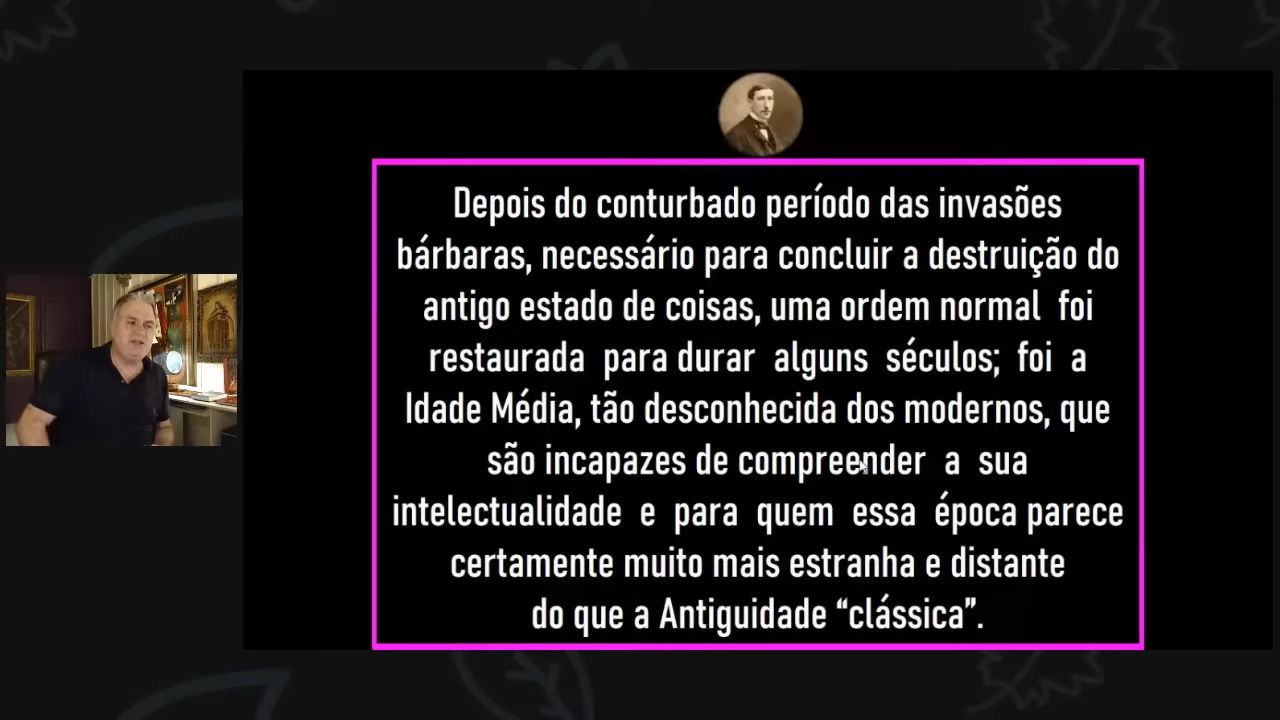 Depois do conturbado período das invasões
bárbaras, necessário para concluir a destruição do
antigo estado de coisas, uma ordem normal foi
restaurada para durar alguns séculos; foi a
Idade Média, tão desconhecida dos modernos, que
são incapazes de compreender a sua
intelectualidade e para quem essa época parece
certamente muito mais estranha e distante
do que a Antiguidade “clássica”.